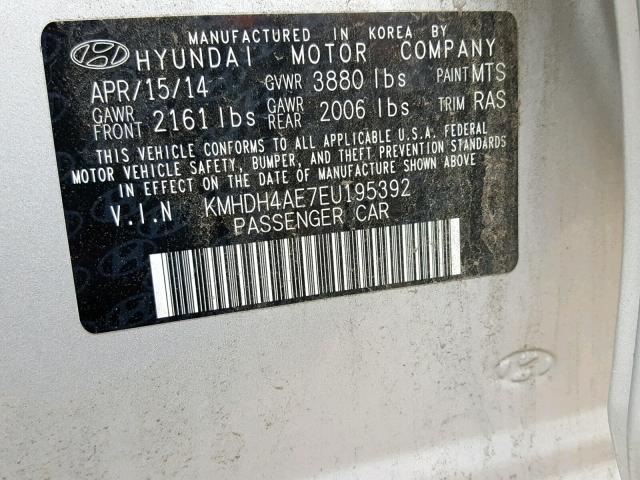 MANUFACTURED IN KOREA BY
HYUNDAI MOTOR COMPANY
APR/15/14 GVWR 3880 lbs PAINT MTS
GAWR FRONT 2161 lbs GAWR REAR 2006 lbs TRIM RAS
THIS VEHICLE CONFORMS TO ALL APPLICABLE U.S.A. FEDERAL
MOTOR VEHICLE SAFETY, BUMPER, AND THEFT PREVENTION STANDARDS
IN EFFECT ON THE DATE OF MANUFACTURE SHOWN ABOVE.
V.I.N KMHDH4AE7EU195392
PASSENGER CAR